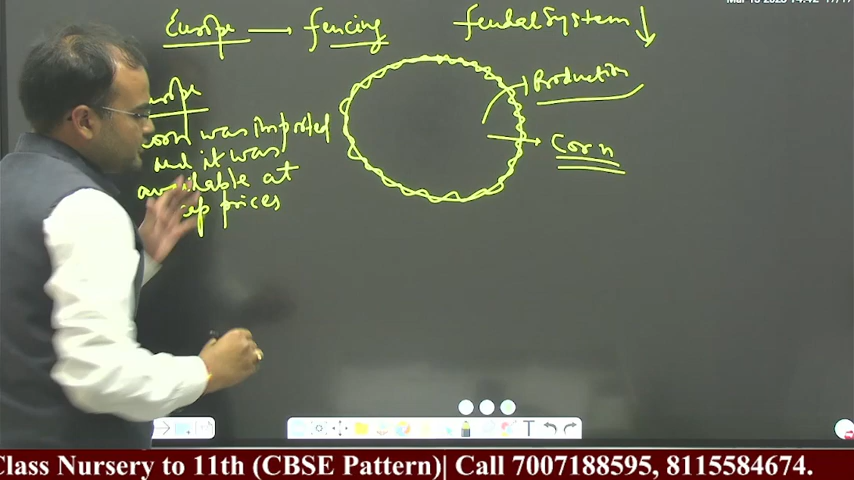 Europe — fencing feudal System ↓
Production
was imported
and it was
Corn
available at
prices
T
Class Nursery to 11th (CBSE Pattern)| Call 7007188595, 8115584674.